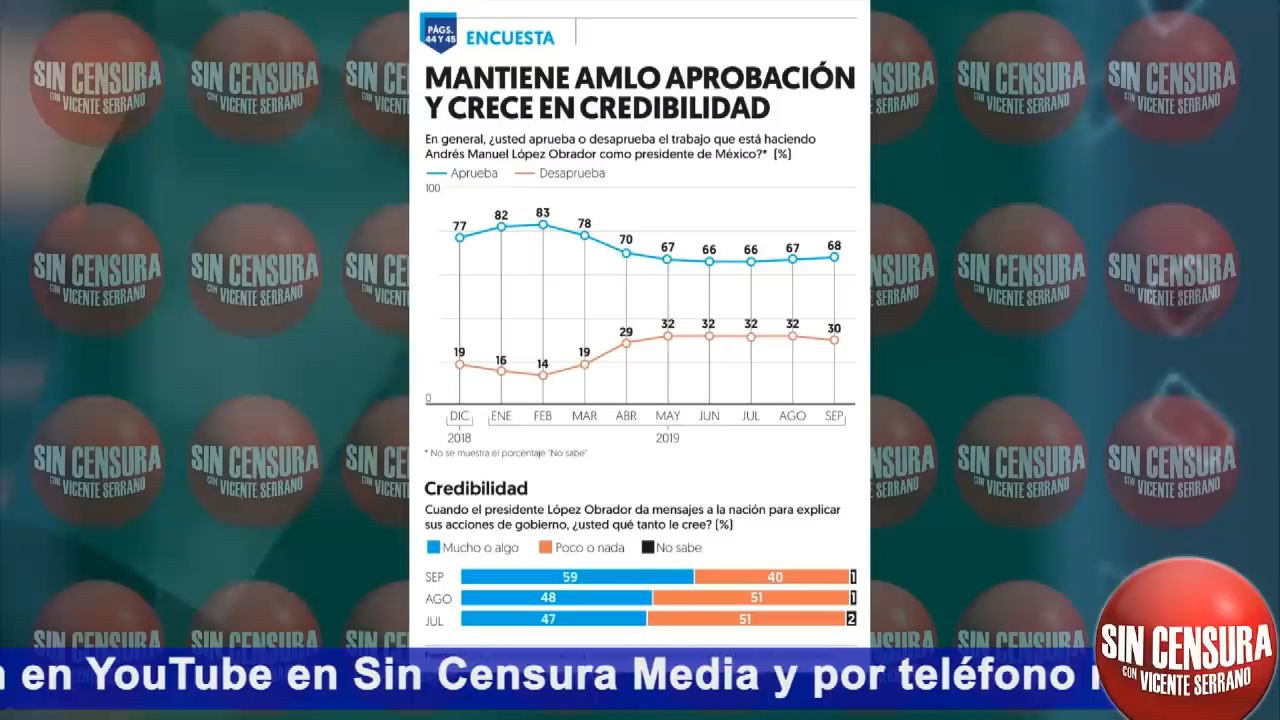 PÁGS.
44 Y 45
ENCUESTA
MANTIENE AMLO APROBACIÓN
Y CRECE EN CREDIBILIDAD
En general, ¿usted aprueba o desaprueba el trabajo que está haciendo
Andrés Manuel López Obrador como presidente de México?* (%)
Aprueba Desaprueba
100
77 82 83 78 70 67 66 66 67 68
19 16 14 19 29 32 32 32 32 30
0
DIC ENE FEB MAR ABR MAY JUN JUL AGO SEP
2018 2019
* No se muestra el porcentaje "No sabe"
Credibilidad
Cuando el presidente López Obrador da mensajes a la nación para explicar
sus acciones de gobierno, ¿usted qué tanto le cree? (%)
Mucho o algo Poco o nada No sabe
SEP 59 40 1
AGO 48 51 1
JUL 47 51 2
en YouTube en Sin Censura Media y por teléfono
SIN CENSURA
CON VICENTE SERRANO